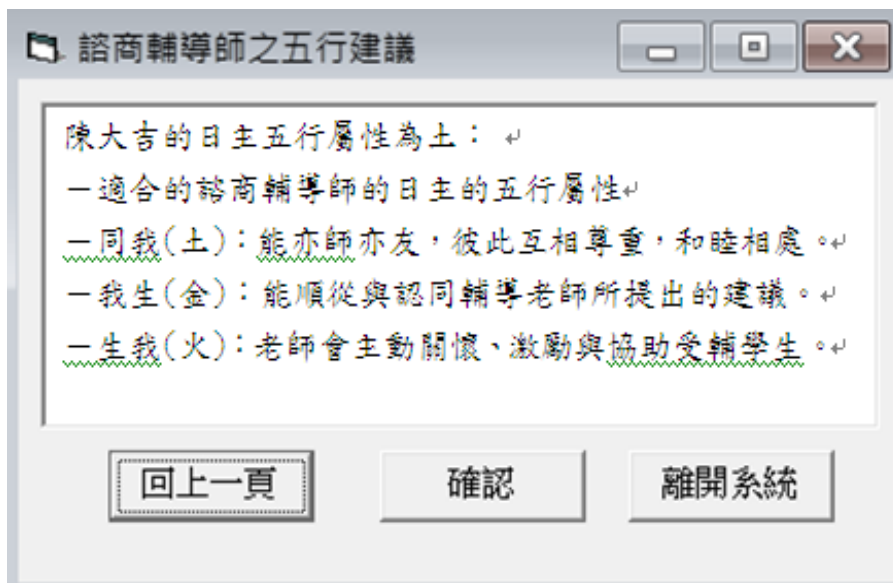 諮商輔導師之五行建議
陳大吉的日主五行屬性為土：
－適合的諮商輔導師的日主的五行屬性
－同我(土)：能亦師亦友，彼此互相尊重，和睦相處。
－我生(金)：能順從與認同輔導老師所提出的建議。
－生我(火)：老師會主動關懷、激勵與協助受輔學生。
回上一頁
確認
離開系統